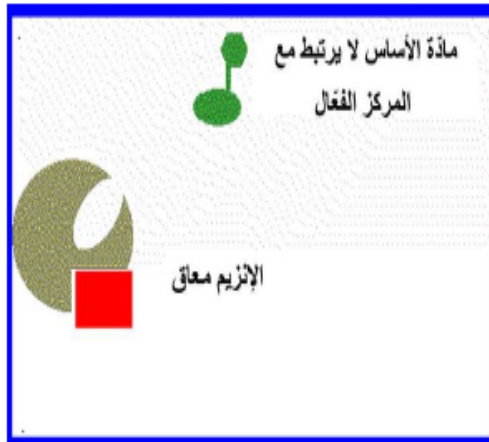 مادّة الأساس لا يرتبط مع
المركز الفعّال
الإنزيم معاق